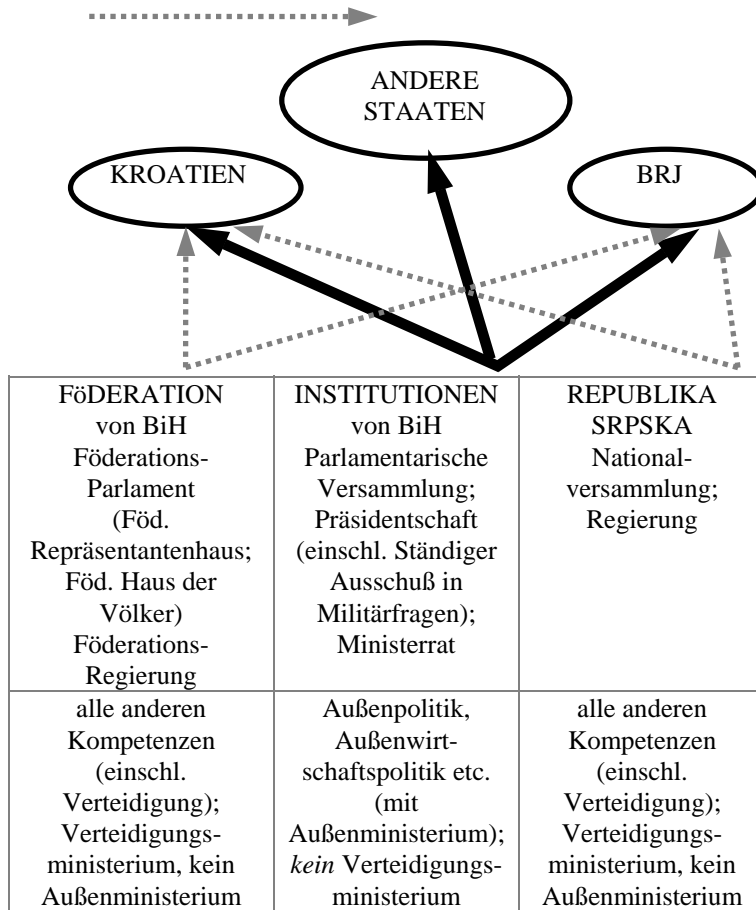 ANDERE
STAATEN
KROATIEN
BRJ
FöDERATION
von BiH
Föderations-
Parlament
(Föd.
Repräsentantenhaus;
Föd. Haus der
Völker)
Föderations-
Regierung
INSTITUTIONEN
von BiH
Parlamentarische
Versammlung;
Präsidentschaft
(einschl. Ständiger
Ausschuß in
Militärfragen);
Ministerrat
REPUBLIKA
SRPSKA
National-
versammlung;
Regierung
alle anderen
Kompetenzen
(einschl.
Verteidigung);
Verteidigungs-
ministerium, kein
Außenministerium
Außenpolitik,
Außenwirt-
schaftspolitik etc.
(mit
Außenministerium);
kein Verteidigungs-
ministerium
alle anderen
Kompetenzen
(einschl.
Verteidigung);
Verteidigungs-
ministerium, kein
Außenministerium